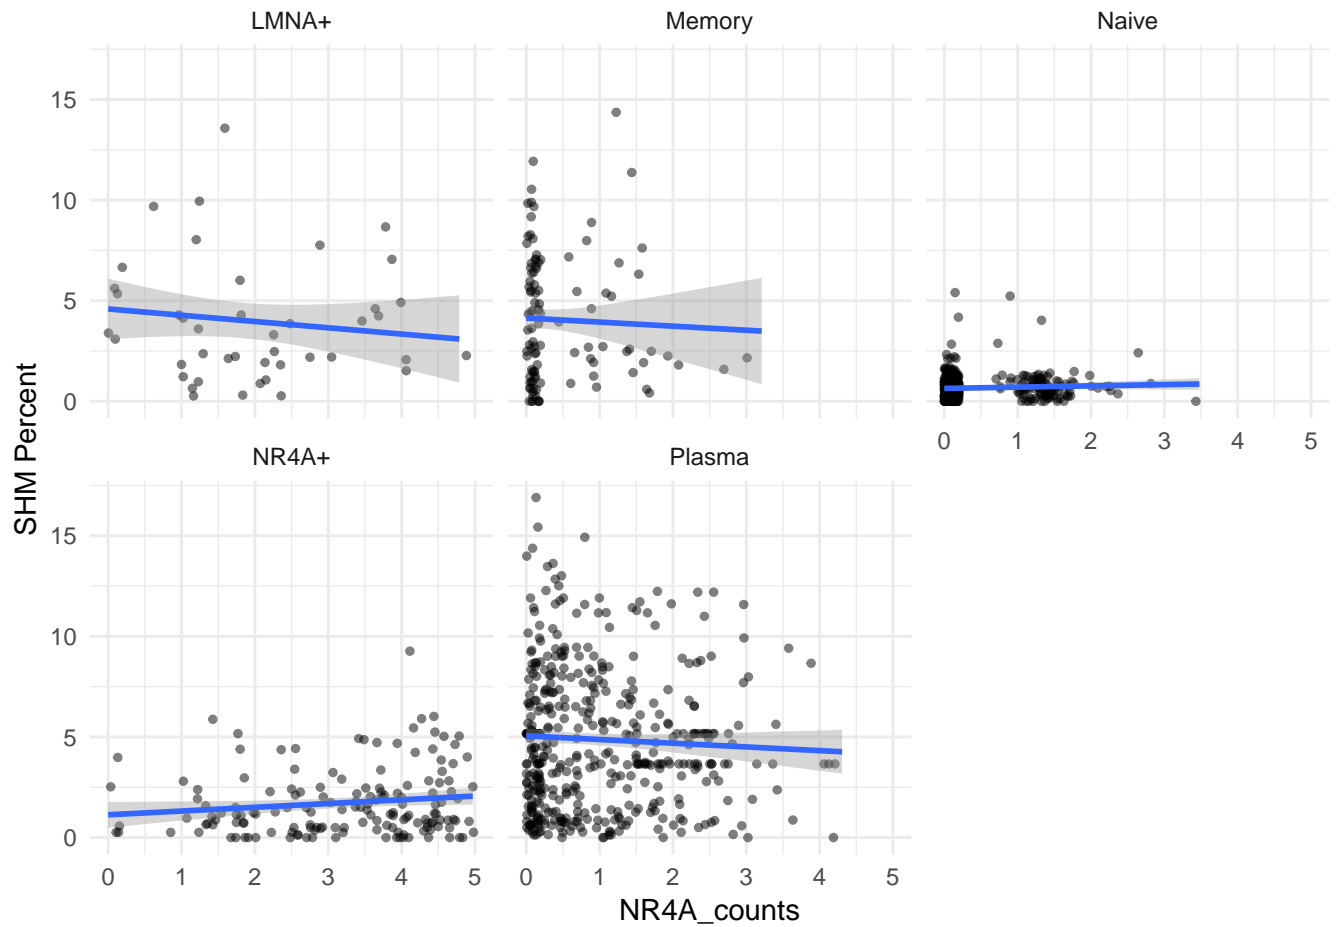 LMNA+ Memory Naive
15
10
5
0
0 1 2 3 4 5
NR4A+ Plasma
15
10
5
0
0 1 2 3 4 5 0 1 2 3 4 5
SHM Percent
NR4A_counts